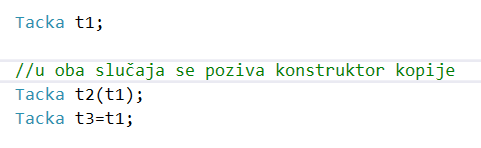 Tacka t1;
//u oba slučaja se poziva konstruktor kopije
Tacka t2(t1);
Tacka t3=t1;